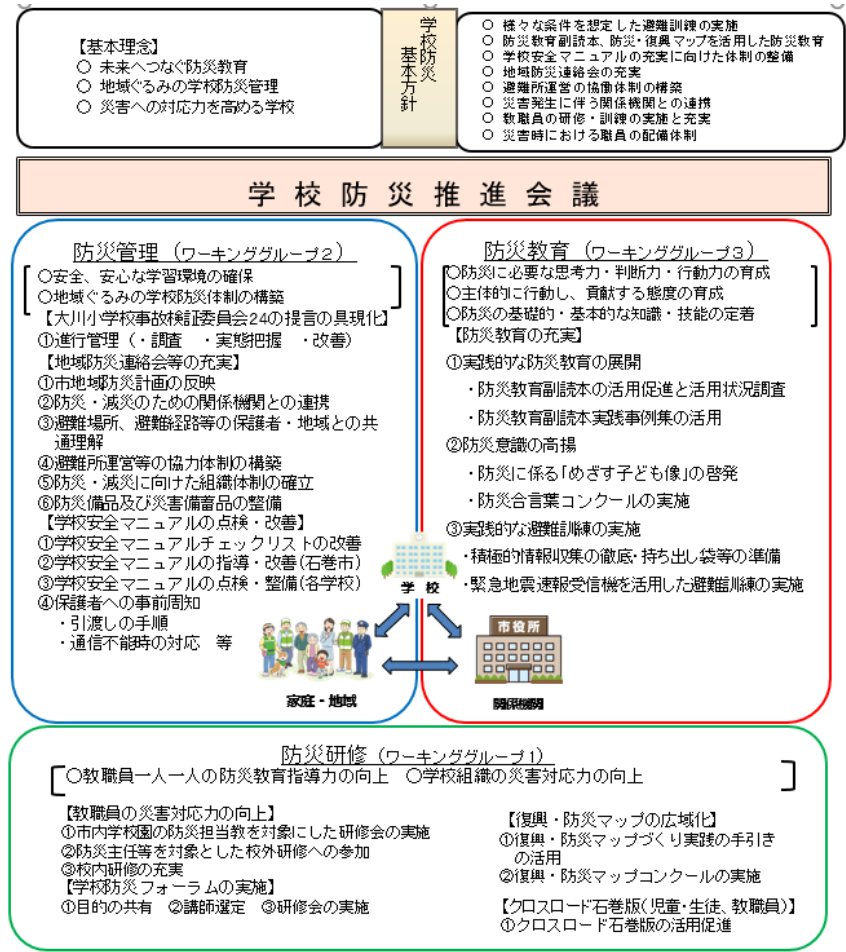 【基本理念】
○ 未来へつなぐ防災教育
○ 地域ぐるみの学校防災管理
○ 災害への対応力を高める学校
学校防災
基本方針
○ 様々な条件を想定した避難訓練の実施
○ 防災教育副読本、防災・復興マップを活用した防災教育
○ 学校安全マニュアルの充実に向けた体制の整備
○ 地域防災連絡会の充実
○ 避難所運営の協働体制の構築
○ 災害発生に伴う関係機関との連携
○ 教職員の研修・訓練の実施と充実
○ 災害時における職員の配備体制
学校防災推進会議
防災管理（ワーキンググループ２）
○安全、安心な学習環境の確保
○地域ぐるみの学校防災体制の構築
【大川小学校事故検証委員会24の提言の具現化】
①進行管理（・調査　・実態把握　・改善）
【地域防災連絡会等の充実】
①市地域防災計画の反映
②防災・減災のための関係機関との連携
③避難場所、避難経路等の保護者・地域との共
通理解
④避難所運営等の協力体制の構築
⑤防災・減災に向けた組織体制の確立
⑥防災備品及び災害備蓄品の整備
【学校安全マニュアルの点検・改善】
①学校安全マニュアルチェックリストの改善
②学校安全マニュアルの指導・改善(石巻市)
③学校安全マニュアルの点検・整備(各学校)
④保護者への事前周知
・引渡しの手順
・通信不能時の対応　等
防災教育（ワーキンググループ３）
○防災に必要な思考力・判断力・行動力の育成
○主体的に行動し、貢献する態度の育成
○防災の基礎的・基本的な知識・技能の定着
【防災教育の充実】
①実践的な防災教育の展開
・防災教育副読本の活用促進と活用状況調査
・防災教育副読本実践事例集の活用
②防災意識の高揚
・防災に係る「めざす子ども像」の啓発
・防災合言葉コンクールの実施
③実践的な避難訓練の実施
・積極的情報収集の徹底・持ち出し袋等の準備
・緊急地震速報受信機を活用した避難訓練の実施
学校
市役所
家庭・地域
関係機関
防災研修（ワーキンググループ１）
○教職員一人一人の防災教育指導力の向上　○学校組織の災害対応力の向上
【教職員の災害対応力の向上】
①市内学校園の防災担当教を対象にした研修会の実施
②防災主任等を対象とした校外研修への参加
③校内研修の充実
【学校防災フォーラムの実施】
①目的の共有　②講師選定　③研修会の実施
【復興・防災マップの広域化】
①復興・防災マップづくり実践の手引き
の活用
②復興・防災マップコンクールの実施
【クロスロード石巻版(児童・生徒、教職員)】
①クロスロード石巻版の活用促進